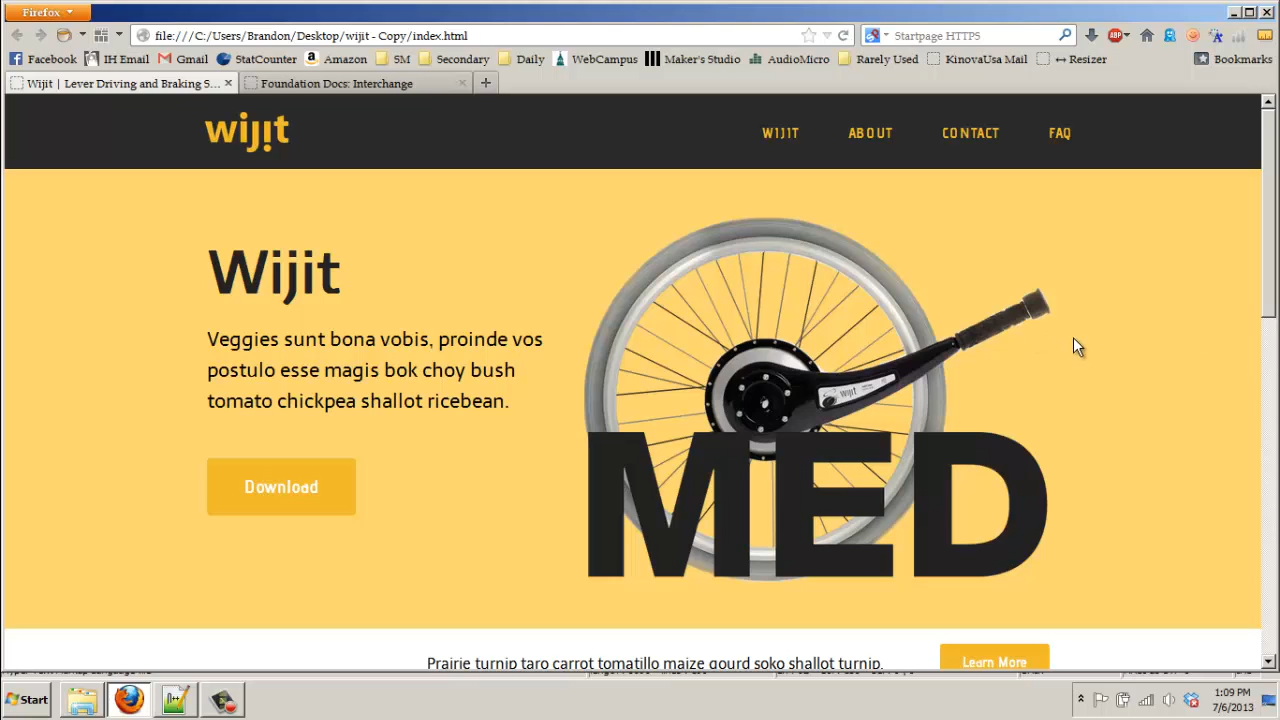 Firefox
file:///C:/Users/Brandon/Desktop/wijit - Copy/index.html
Startpage HTTPS
Facebook IH Email Gmail StatCounter Amazon SM Secondary Daily WebCampus Maker's Studio AudioMicro Rarely Used KinovaUsa Mail ↔ Resizer Bookmarks
Wijit | Lever Driving and Braking S... Foundation Docs: Interchange
wijit
WIJIT ABOUT CONTACT FAQ
Wijit
Veggies sunt bona vobis, proinde vos
postulo esse magis bok choy bush
tomato chickpea shallot ricebean.
wijit
MED
Download
Prairie turnip taro carrot tomatillo maize gourd soko shallot turnip.
Learn More
Start
1:09 PM
7/6/2013